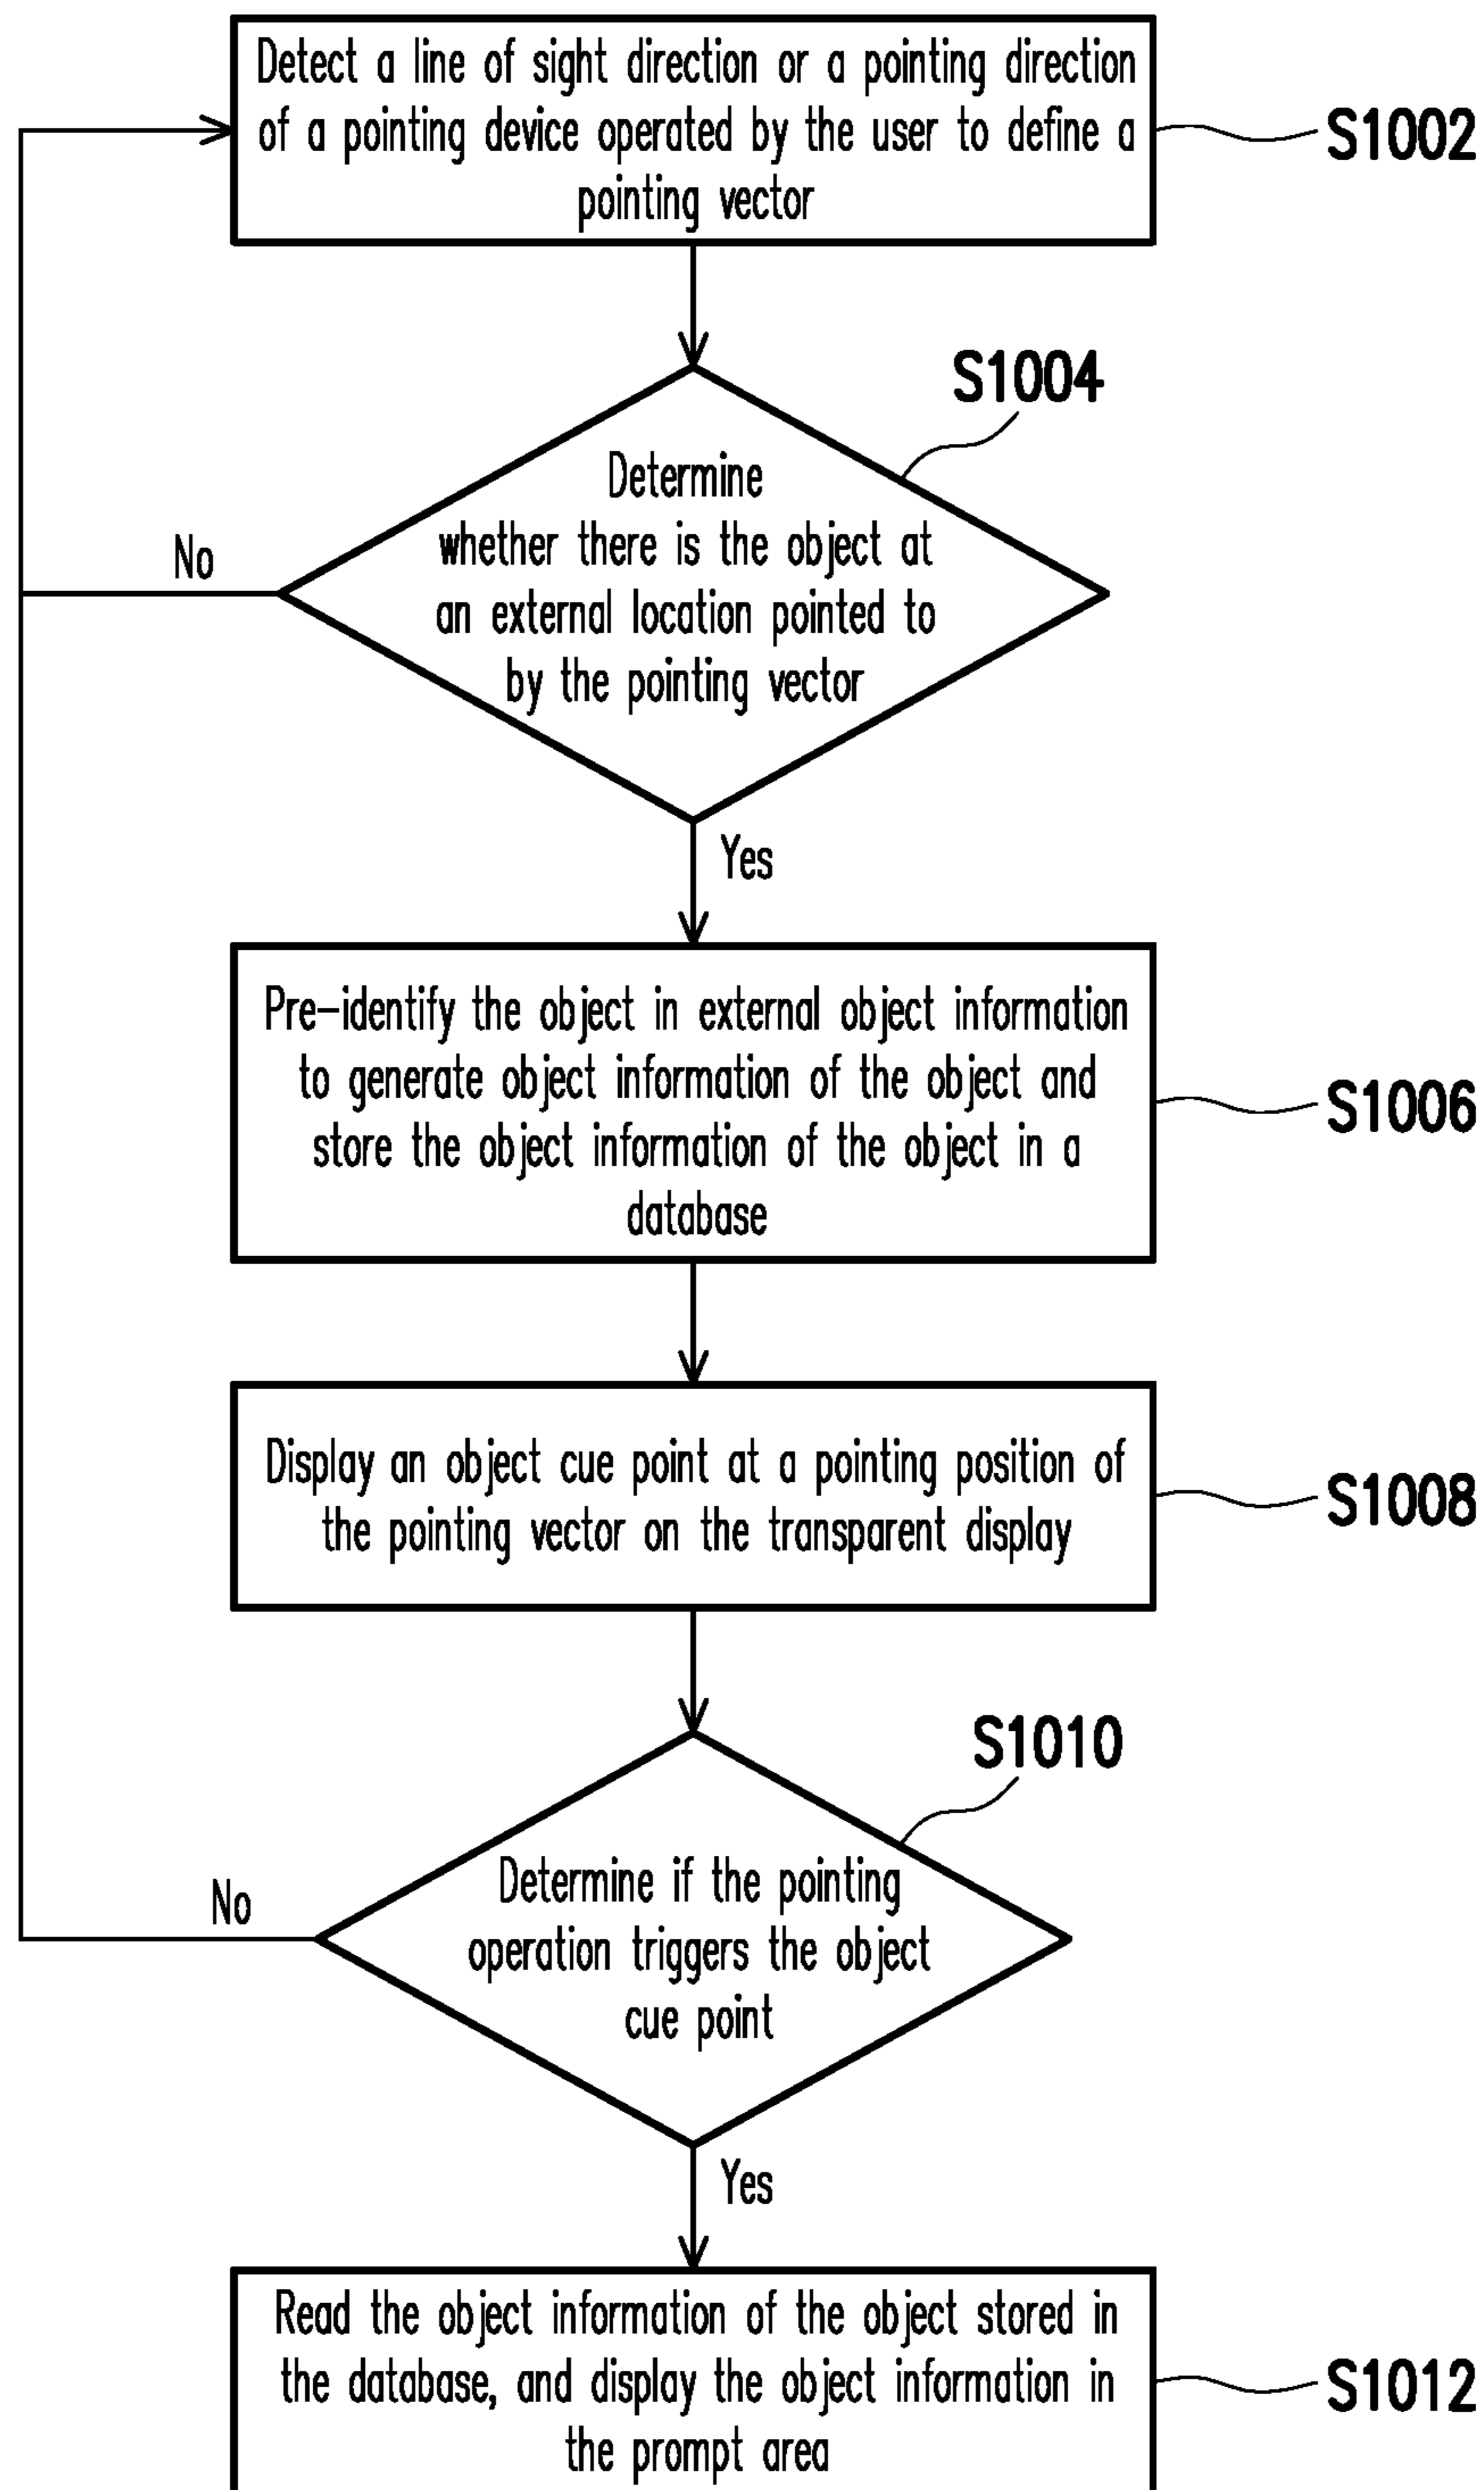 Detect a line of sight direction or a pointing direction
of a pointing device operated by the user to define a
pointing vector
S1002
S1004
Determine
whether there is the object at
an external location pointed to
by the pointing vector
No
Yes
Pre-identify the object in external object information
to generate object information of the object and
store the object information of the object in a
database
S1006
Display an object cue point at a pointing position of
the pointing vector on the transparent display
S1008
S1010
Determine if the pointing
operation triggers the object
cue point
No
Yes
Read the object information of the object stored in
the database, and display the object information in
the prompt area
S1012